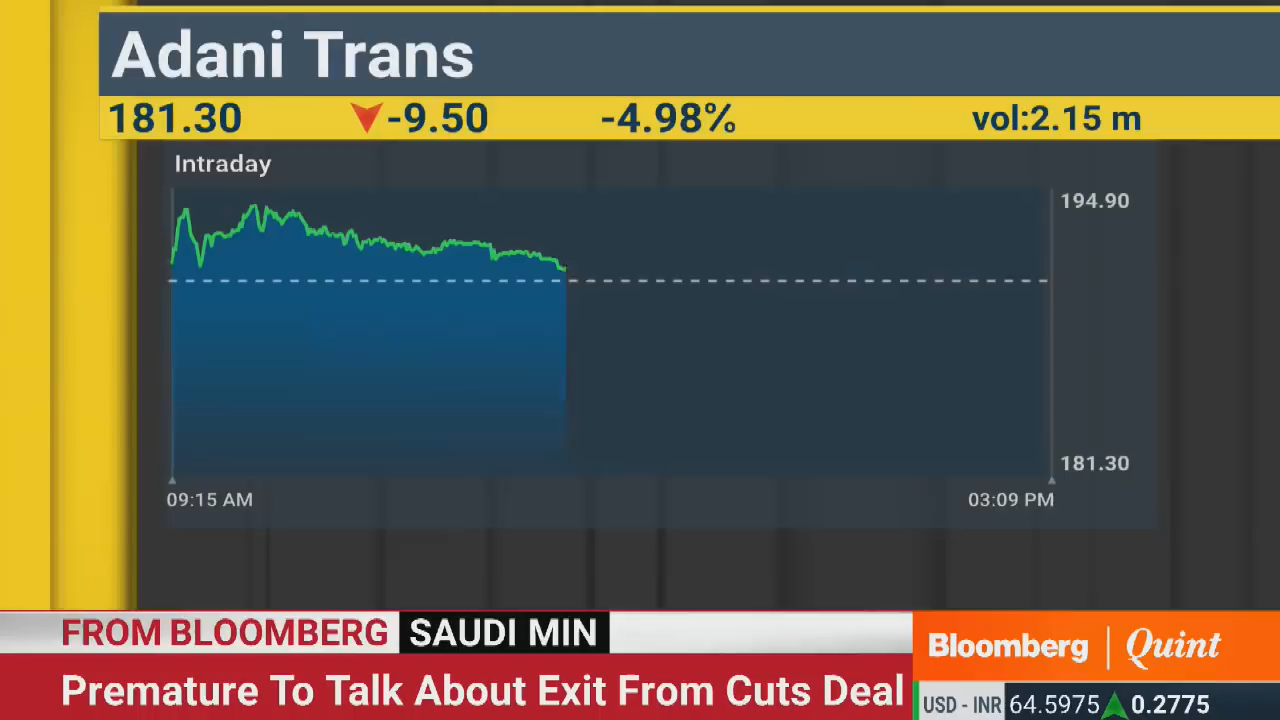 Adani Trans
181.30 -9.50 -4.98% vol:2.15 m
Intraday
194.90
181.30
09:15 AM 03:09 PM
FROM BLOOMBERG SAUDI MIN
Premature To Talk About Exit From Cuts Deal
Bloomberg | Quint
USD - INR 64.5975 0.2775